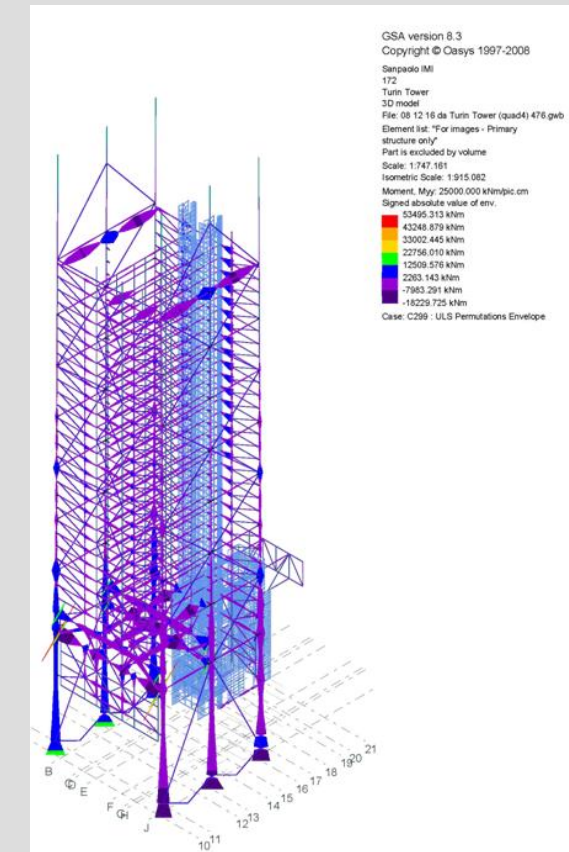 GSA version 8.3
Copyright © Oasys 1997-2008
Sanpaolo IMI
172
Turin Tower
3D model
File: 08 12 16 da Turin Tower (quad4) 476.gwb
Element list: "For images - Primary
structure only"
Part is excluded by volume
Scale: 1:747.161
Isometric Scale: 1:915.082
Moment, Myy: 25000.000 kNm/pic.cm
Signed absolute value of env.
53495.313 kNm
43248.879 kNm
33002.445 kNm
22756.010 kNm
12509.576 kNm
2263.143 kNm
-7983.291 kNm
-18229.725 kNm
Case: C299 : ULS Permutations Envelope
B
C
D
E
F
G
H
J
10
11
12
13
14
15
16
17
18
19
20
21